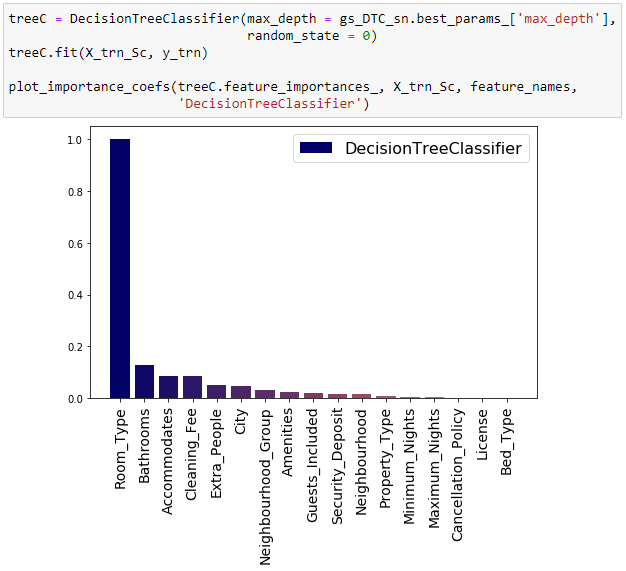 treeC = DecisionTreeClassifier(max_depth = gs_DTC_sn.best_params_['max_depth'],
random_state = 0)
treeC.fit(X_trn_Sc, y_trn)
plot_importance_coefs(treeC.feature_importances_, X_trn_Sc, feature_names,
'DecisionTreeClassifier')
DecisionTreeClassifier
1.0
0.8
0.6
0.4
0.2
0.0
Room_Type
Bathrooms
Accommodates
Cleaning_Fee
Extra_People
City
Neighbourhood_Group
Amenities
Guests_Included
Security_Deposit
Neighbourhood
Property_Type
Minimum_Nights
Maximum_Nights
Cancellation_Policy
License
Bed_Type